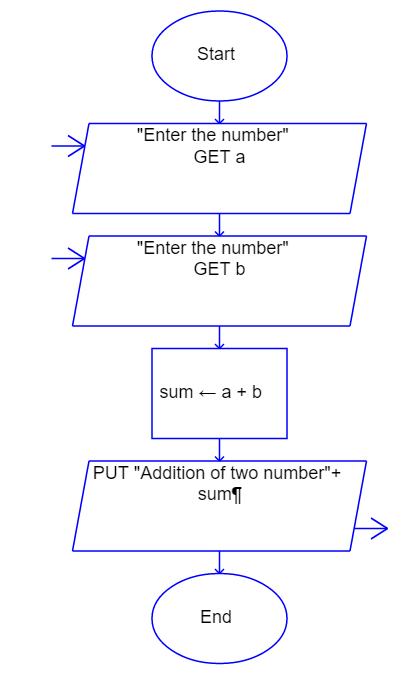 Start
"Enter the number"
GET a
"Enter the number"
GET b
sum ← a + b
PUT "Addition of two number"+
sum¶
End